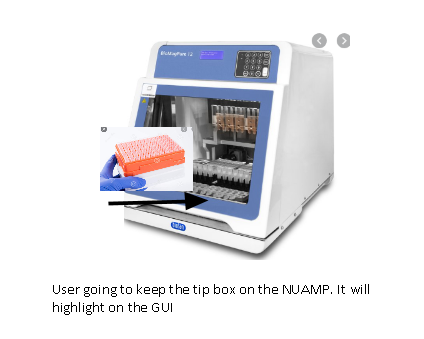 User going to keep the tip box on the NUAMP. It will
highlight on the GUI